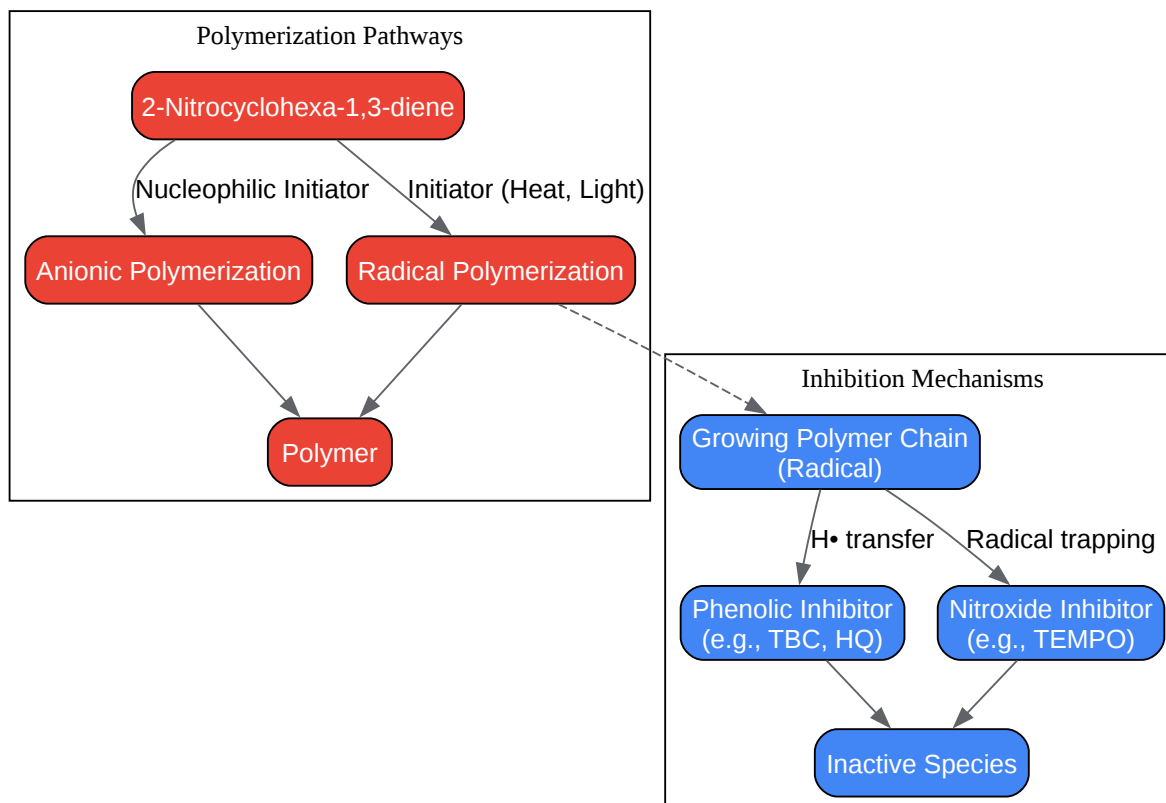 Polymerization Pathways
2-Nitrocyclohexa-1,3-diene
Nucleophilic Initiator
Initiator (Heat, Light)
Anionic Polymerization
Radical Polymerization
Polymer
Inhibition Mechanisms
Growing Polymer Chain
(Radical)
H• transfer
Radical trapping
Phenolic Inhibitor
(e.g., TBC, HQ)
Nitroxide Inhibitor
(e.g., TEMPO)
Inactive Species